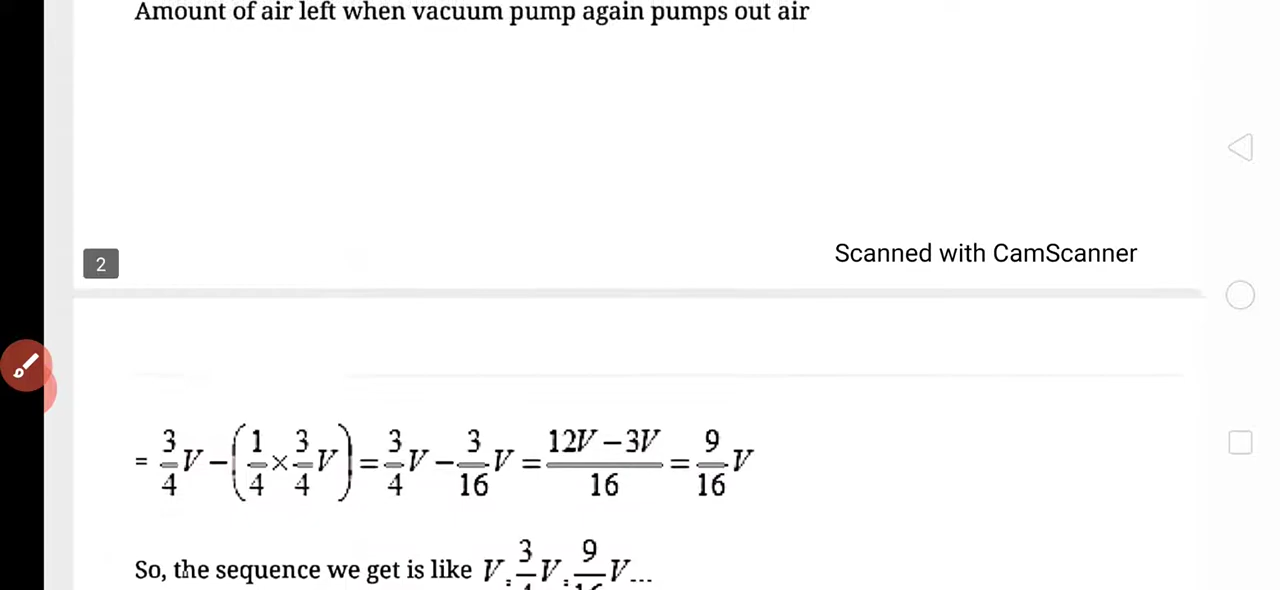 Amount of air left when vacuum pump again pumps out air
Scanned with CamScanner
2
= 3/4 V − (1/4 × 3/4 V) = 3/4 V − 3/16 V = (12V − 3V)/16 = 9/16 V
So, the sequence we get is like V, 3/4 V, 9/16 V...